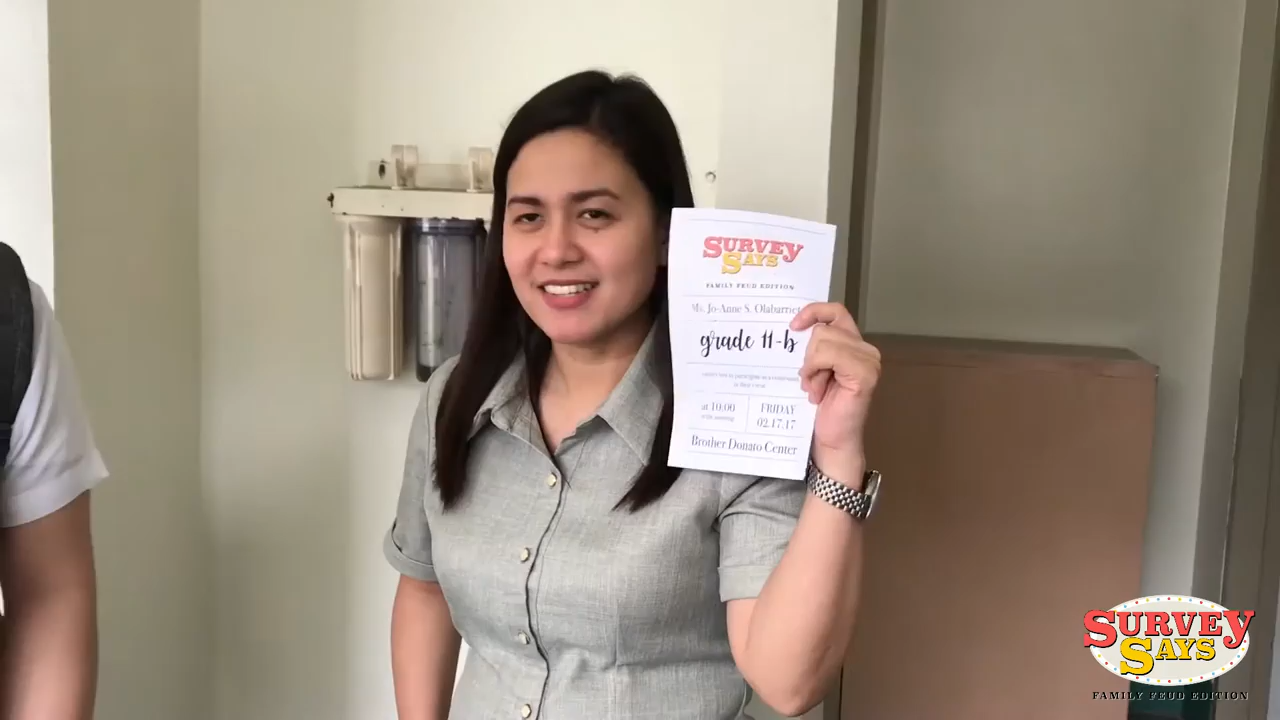 SURVEY
SAYS
FAMILY FEUD EDITION
Ms. Jo-Anne S.
grade 11-b
at 10:00
FRIDAY
02.17.17
Brother Donato Center
SURVEY
SAYS
FAMILY FEUD EDITION